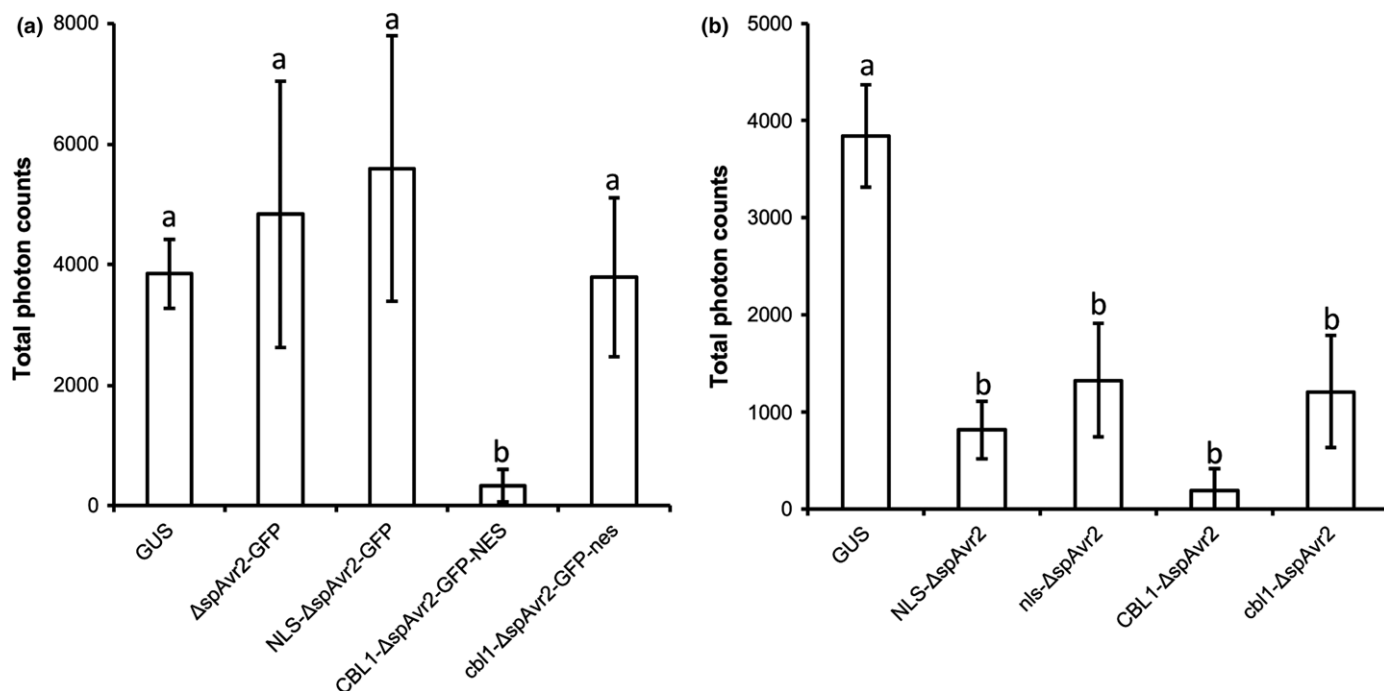 (a)
Total photon counts
8000
6000
4000
2000
0
a
a
a
b
a
GUS
ΔspAvr2-GFP
NLS-ΔspAvr2-GFP
CBL1-ΔspAvr2-GFP-NES
cbl1-ΔspAvr2-GFP-nes
(b)
Total photon counts
5000
4000
3000
2000
1000
0
a
b
b
b
b
GUS
NLS-ΔspAvr2
nls-ΔspAvr2
CBL1-ΔspAvr2
cbl1-ΔspAvr2